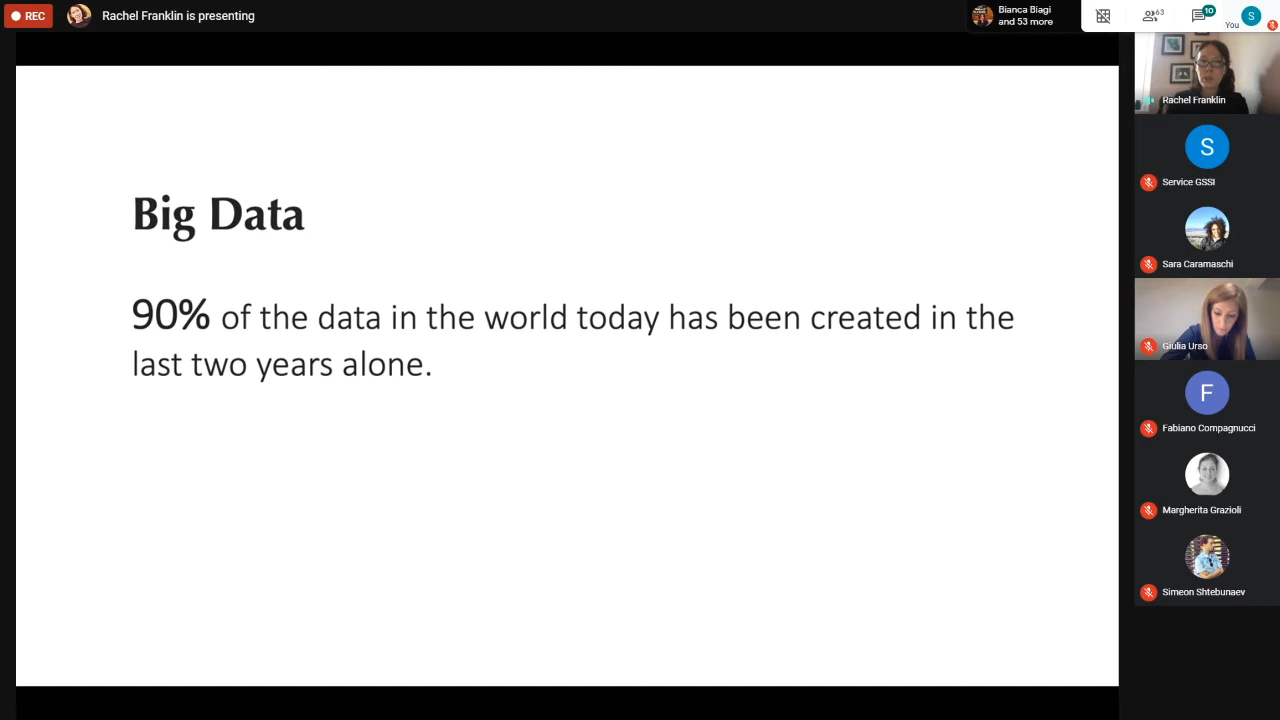 REC
Rachel Franklin is presenting
Bianca Biagi
and 53 more
63
10
You
S
Big Data
90% of the data in the world today has been created in the
last two years alone.
Rachel Franklin
S
Service GSSI
Sara Caramaschi
Giulia Urso
F
Fabiano Compagnucci
Margherita Grazioli
Simeon Shtebunaev